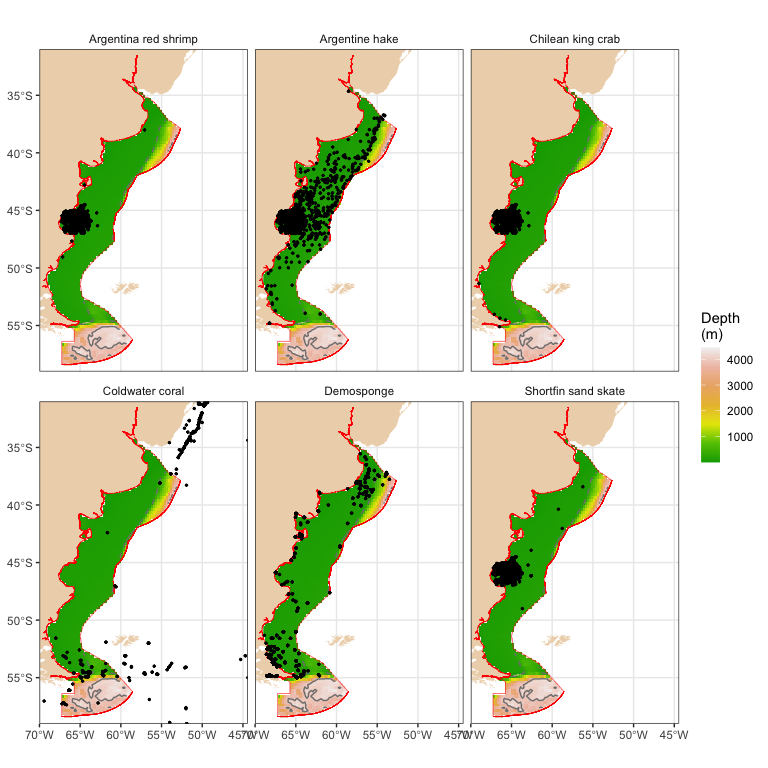 Argentina red shrimp
Argentine hake
Chilean king crab
35°S
40°S
45°S
50°S
55°S
Depth
(m)
4000
3000
2000
1000
Coldwater coral
Demosponge
Shortfin sand skate
35°S
40°S
45°S
50°S
55°S
70°W 65°W 60°W 55°W 50°W 45°W
70°W 65°W 60°W 55°W 50°W 45°W
70°W 65°W 60°W 55°W 50°W 45°W